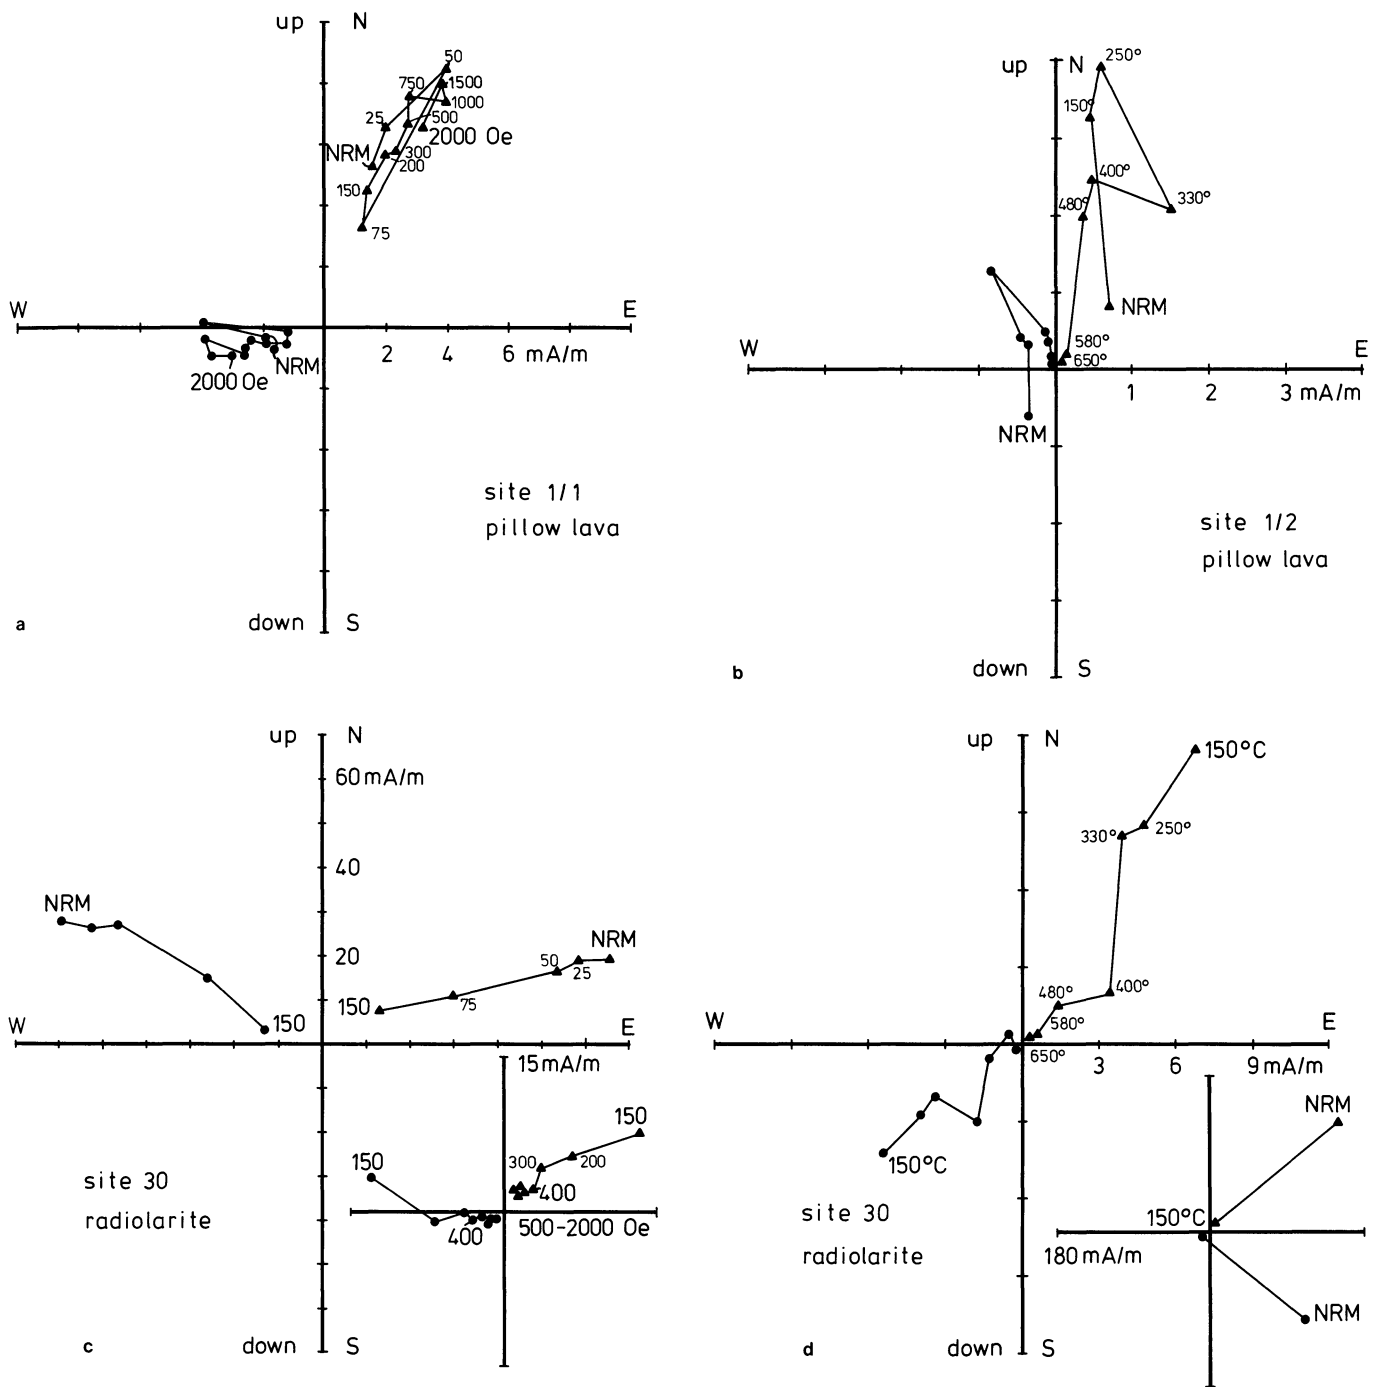 up N
50
750
1500
1000
25
500
2000 Oe
NRM
300
200
150
75
W
E
2 4 6 mA/m
NRM
2000 Oe
site 1/1
pillow lava
a
down S
up N
250°
150°
400°
330°
480°
NRM
580°
650°
W
E
1 2 3 mA/m
NRM
site 1/2
pillow lava
b
down S
up N
60 mA/m
40
NRM
20
NRM
50
25
150
75
150
W
E
15 mA/m
150
150
300
200
400
400
500-2000 Oe
site 30
radiolarite
c
down S
up N
150°C
330°
250°
480°
400°
580°
650°
W
E
3 6 9 mA/m
150°C
NRM
150°C
180 mA/m
NRM
site 30
radiolarite
d
down S